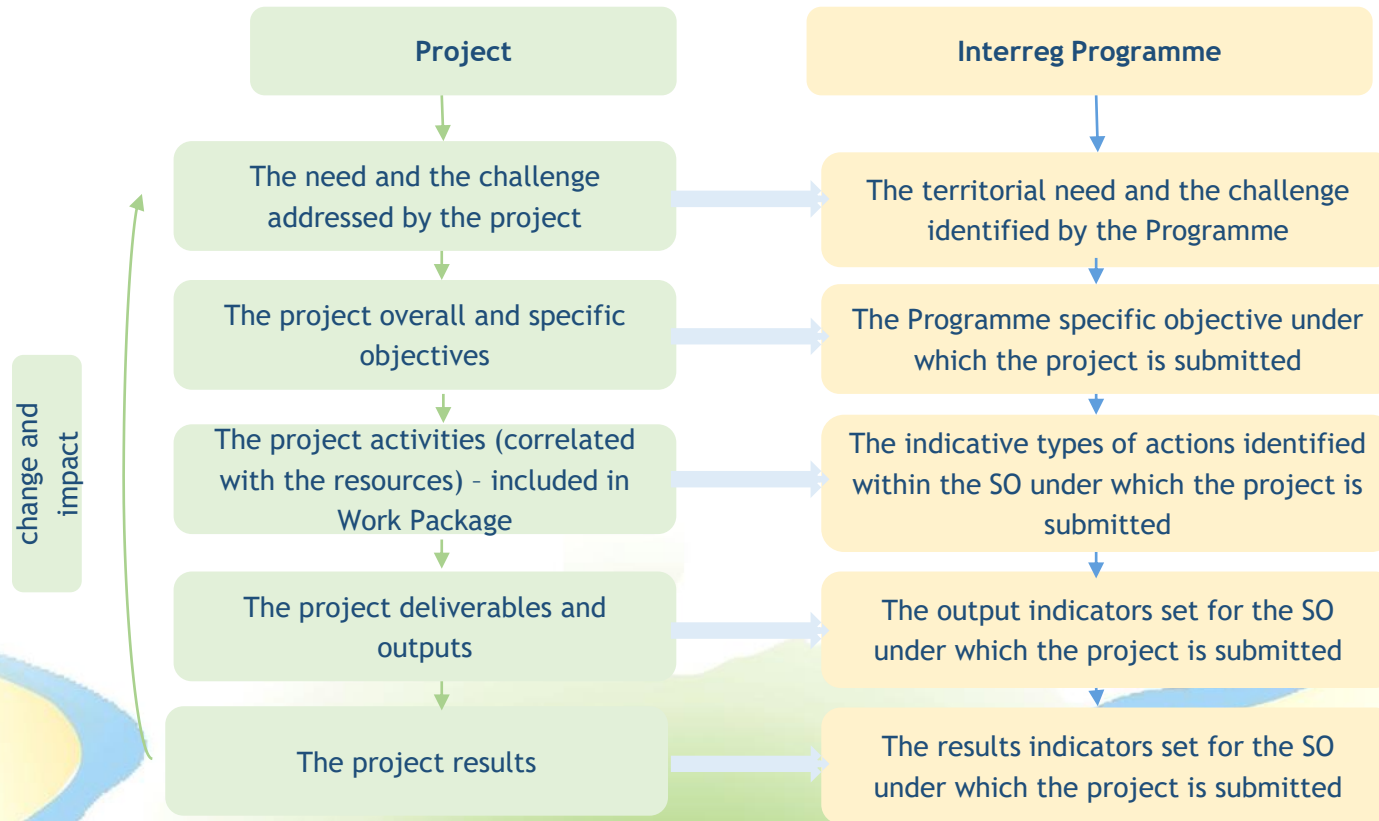 Project
Interreg Programme
The need and the challenge
addressed by the project
The territorial need and the challenge
identified by the Programme
The project overall and specific
objectives
The Programme specific objective under
which the project is submitted
change and
impact
The project activities (correlated
with the resources) – included in
Work Package
The indicative types of actions identified
within the SO under which the project is
submitted
The project deliverables and
outputs
The output indicators set for the SO
under which the project is submitted
The project results
The results indicators set for the SO
under which the project is submitted